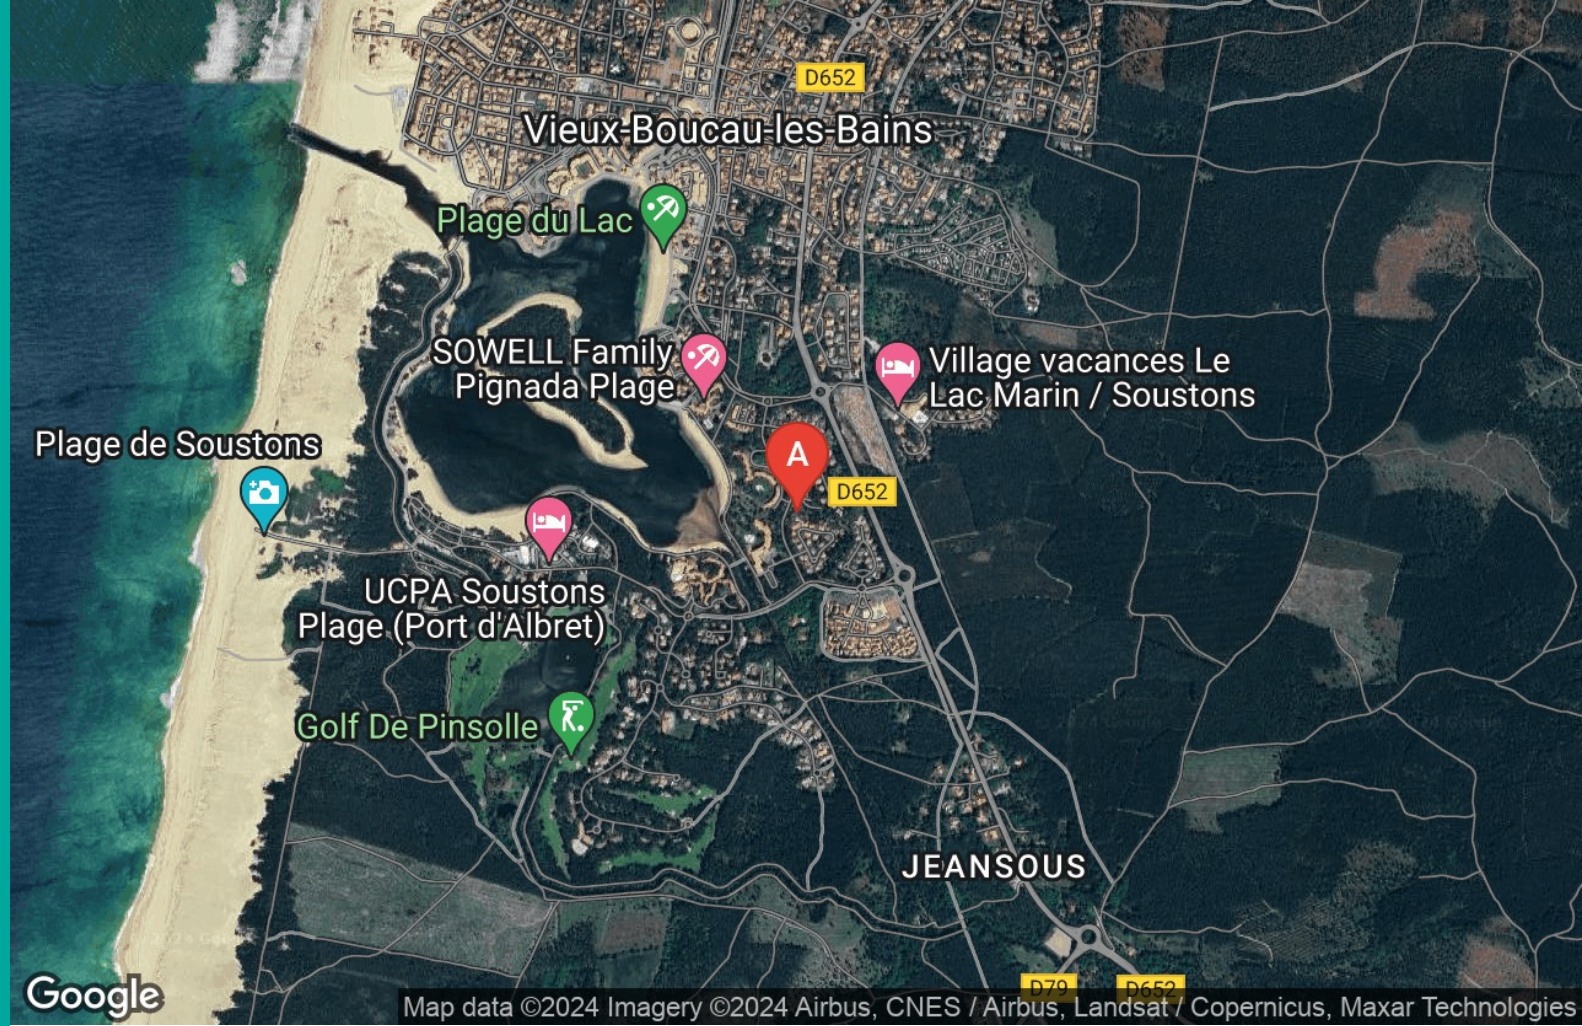 D652
Vieux-Boucau-les-Bains
Plage du Lac
SOWELL Family
Pignada Plage
Village vacances Le
Lac Marin / Soustons
Plage de Soustons
A
D652
UCPA Soustons
Plage (Port d'Albret)
Golf De Pinsolle
JEANSOUS
D79
D652
Google
Map data ©2024 Imagery ©2024 Airbus, CNES / Airbus, Landsat / Copernicus, Maxar Technologies